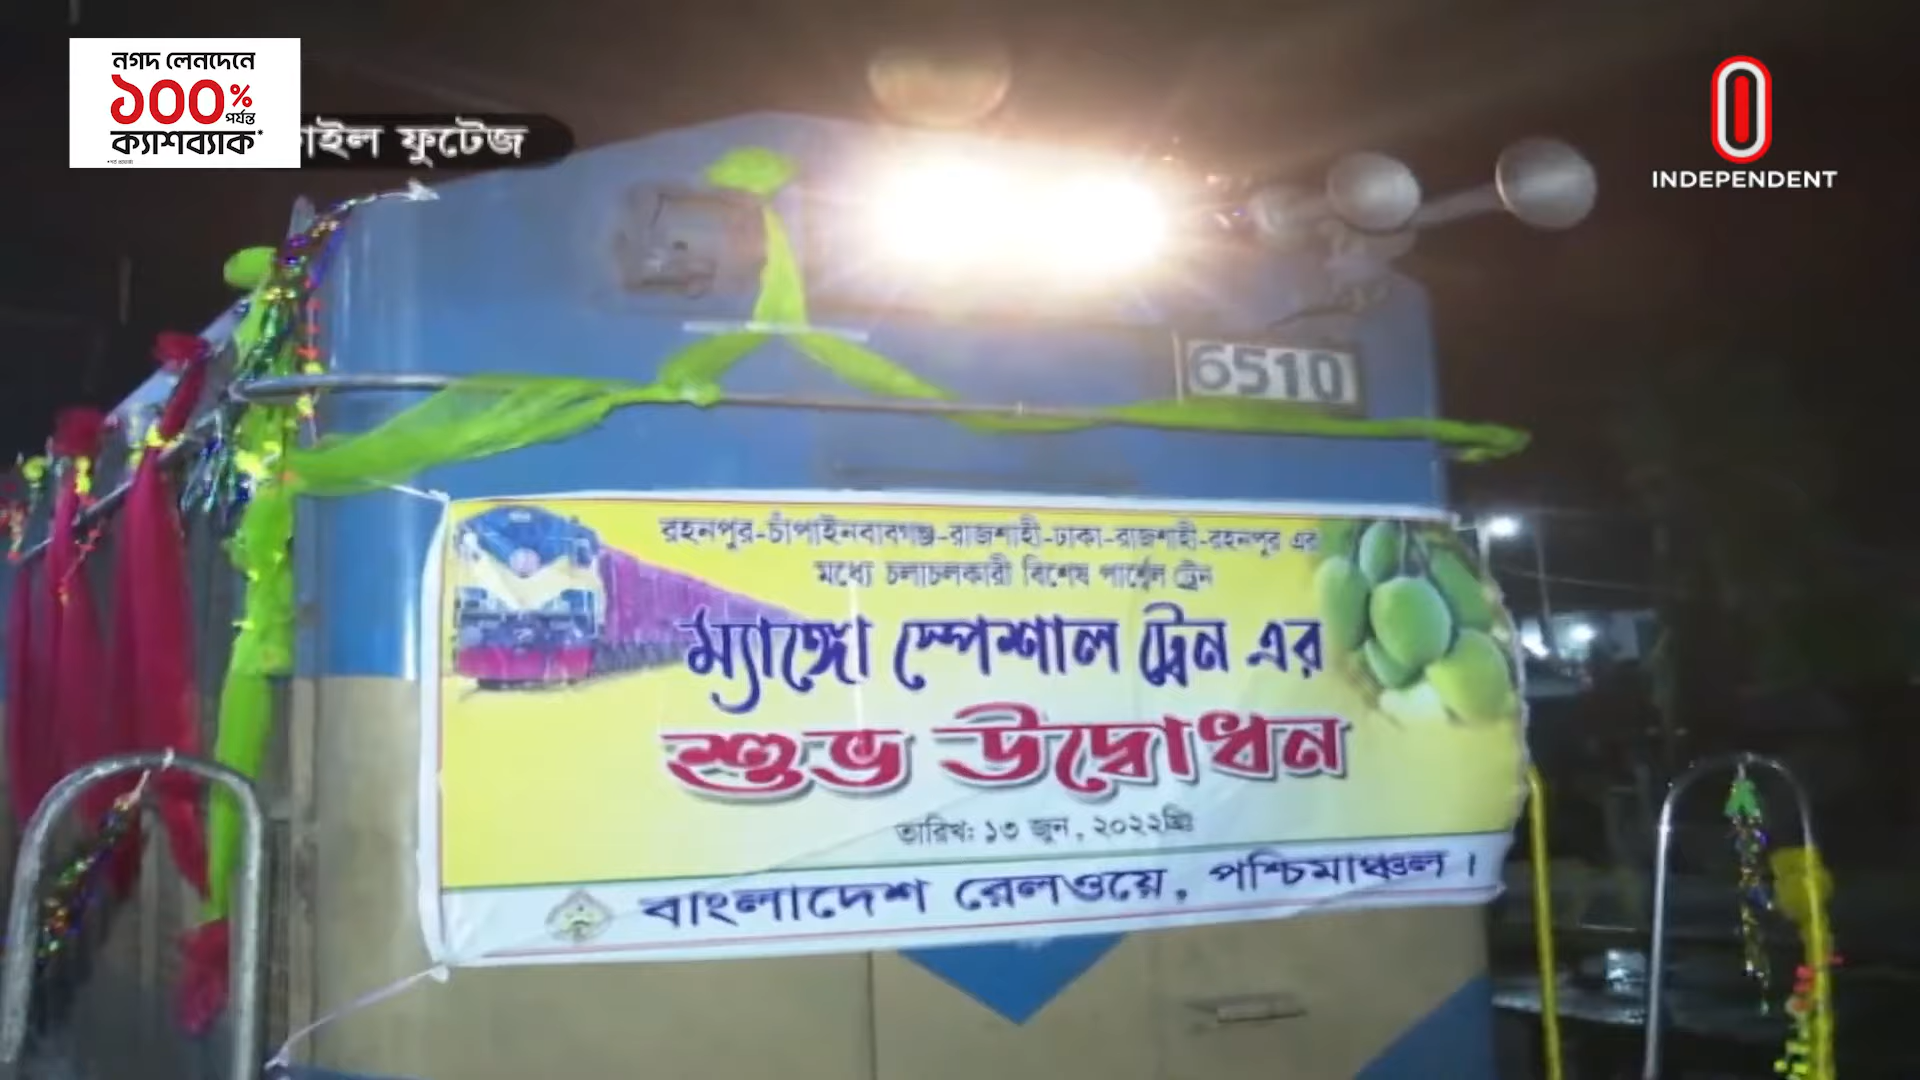 নগদ লেনদেনে
১০০%
পর্যন্ত
ক্যাশব্যাক*
ফুটেজ
INDEPENDENT
6510
রহনপুর-চাঁপাইনবাবগঞ্জ-রাজশাহী-ঢাকা-রাজশাহী-রহনপুর এর
মধ্যে চলাচলকারী বিশেষ পার্শ্বেল ট্রেন
ম্যাঙ্গো স্পেশাল ট্রেন এর
শুভ উদ্বোধন
তারিখ: ১৩ জুন, ২০২২খ্রিঃ
বাংলাদেশ রেলওয়ে, পশ্চিমাঞ্চল ।